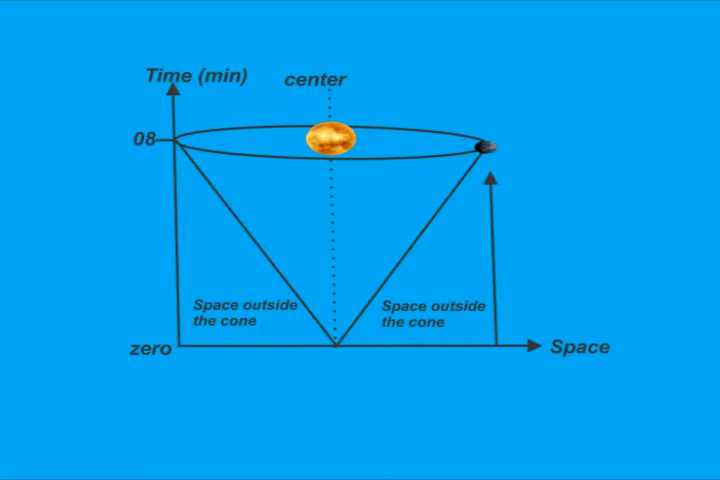 Time (min)
center
08
Space outside
the cone
Space outside
the cone
zero
Space